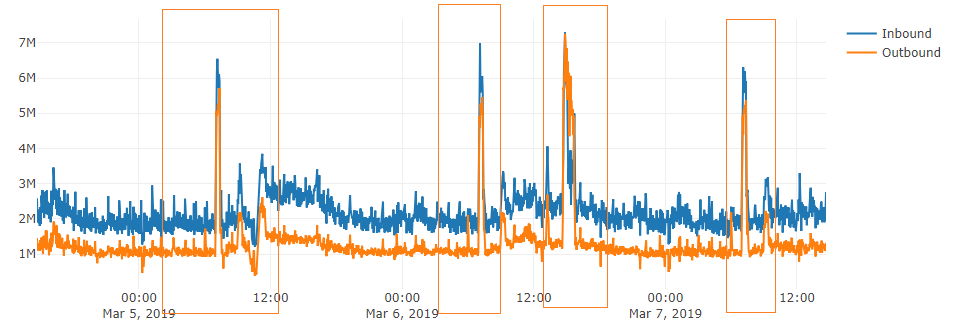 Inbound
Outbound
7M
6M
5M
4M
3M
2M
1M
00:00 12:00 00:00 12:00 00:00 12:00
Mar 5, 2019 Mar 6, 2019 Mar 7, 2019